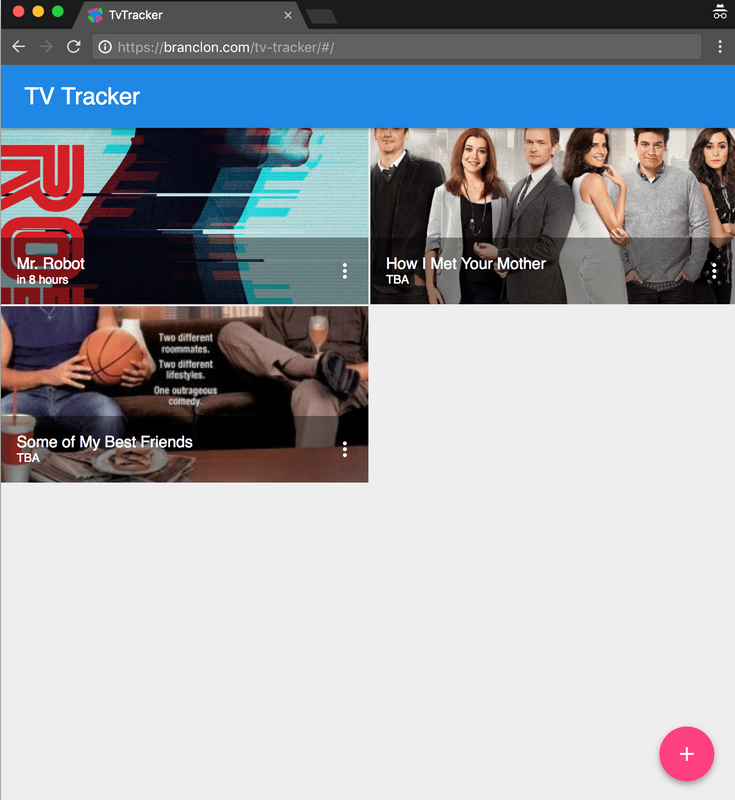 TvTracker
https://branclon.com/tv-tracker/#/
TV Tracker
RO
Mr. Robot
in 8 hours
How I Met Your Mother
TBA
Two different
roommates.
Two different
lifestyles.
One outrageous
comedy.
Some of My Best Friends
TBA